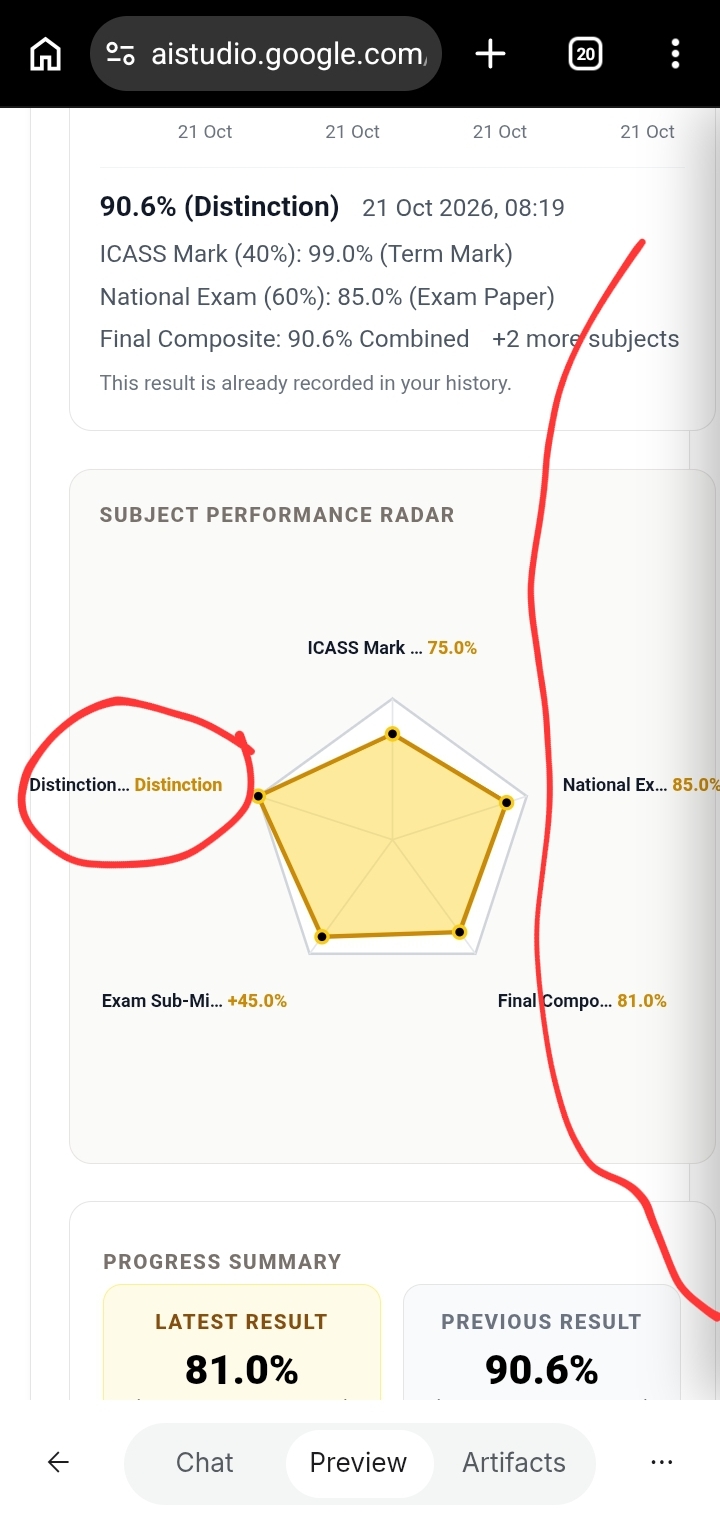 aistudio.google.com/
20
21 Oct 21 Oct 21 Oct 21 Oct
90.6% (Distinction) 21 Oct 2026, 08:19
ICASS Mark (40%): 99.0% (Term Mark)
National Exam (60%): 85.0% (Exam Paper)
Final Composite: 90.6% Combined +2 more subjects
This result is already recorded in your history.
SUBJECT PERFORMANCE RADAR
ICASS Mark ... 75.0%
Distinction... Distinction
National Ex... 85.0%
Exam Sub-Mi... +45.0%
Final Compo... 81.0%
PROGRESS SUMMARY
LATEST RESULT PREVIOUS RESULT
81.0% 90.6%
Chat Preview Artifacts